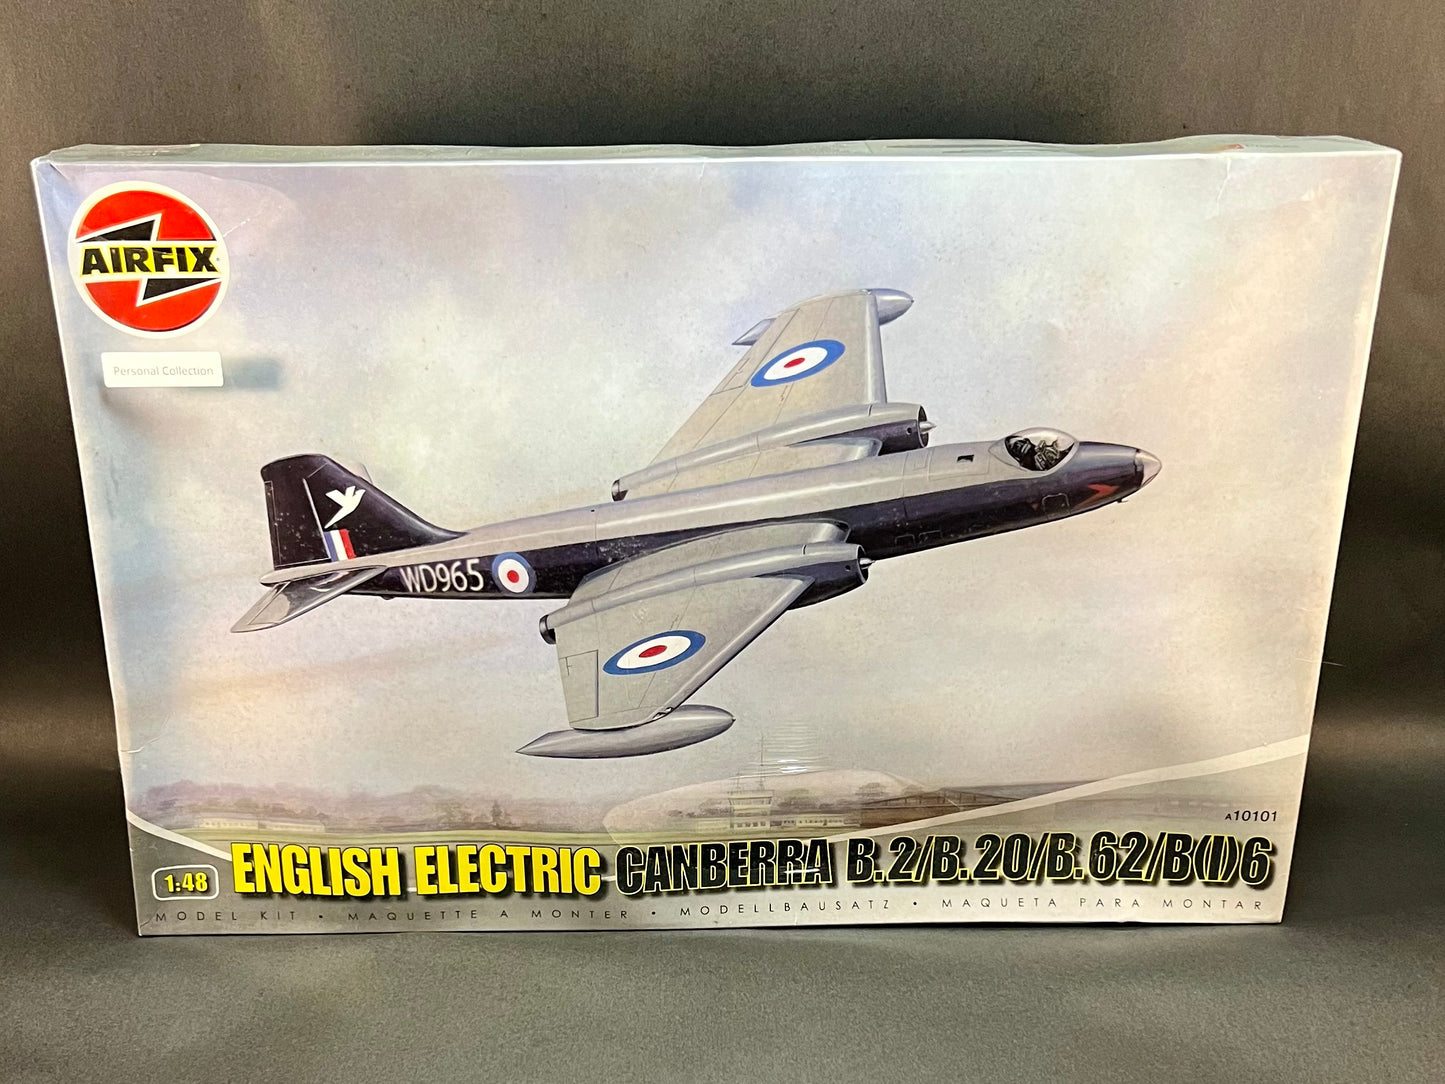 AIRFIX
Personal Collection
WD965
A10101
1:48 ENGLISH ELECTRIC CANBERRA B.2/B.20/B.62/B(I)6
MODEL KIT • MAQUETTE A MONTER • MODELLBAUSATZ • MAQUETA PARA MONTAR